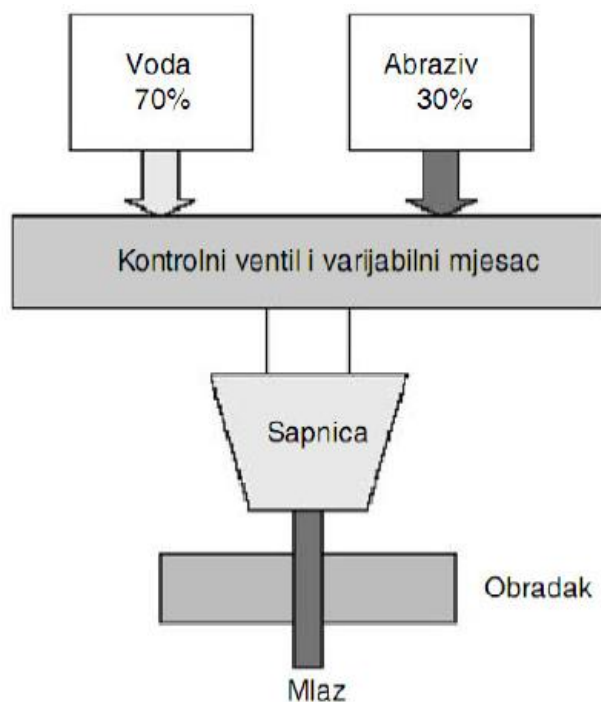 Voda
70%
Abraziv
30%
Kontrolni ventil i varijabilni mjesac
Sapnica
Obradak
Mlaz